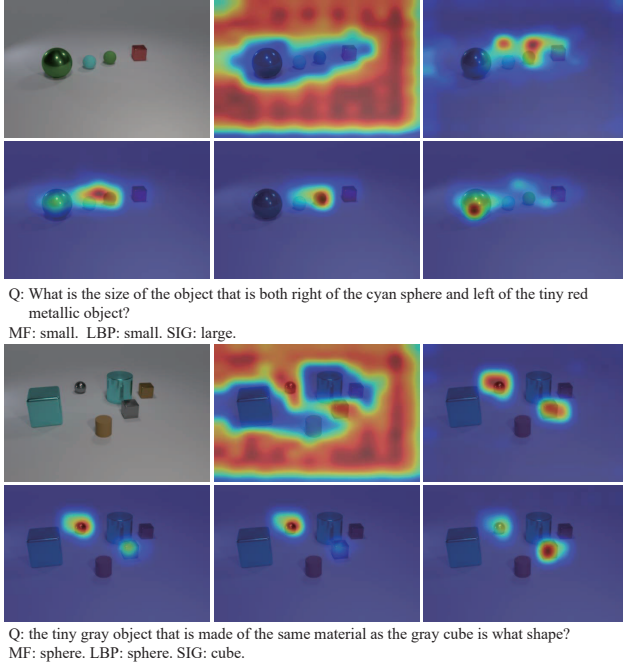 Q: What is the size of the object that is both right of the cyan sphere and left of the tiny red
metallic object?
MF: small. LBP: small. SIG: large.
Q: the tiny gray object that is made of the same material as the gray cube is what shape?
MF: sphere. LBP: sphere. SIG: cube.